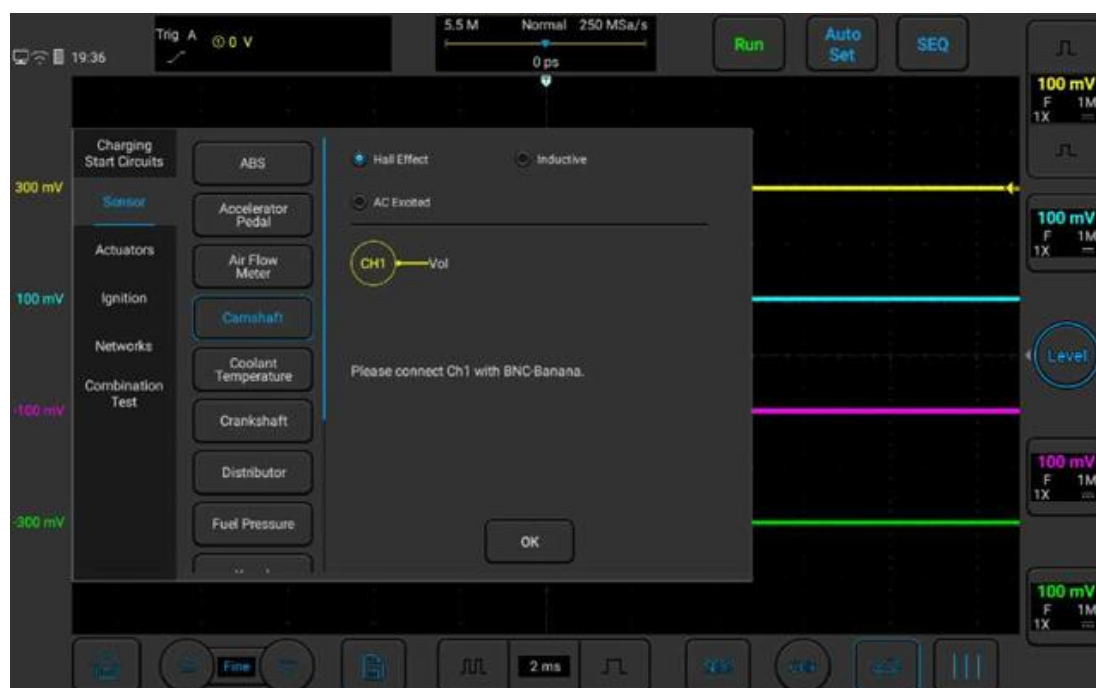 19:36
Trig A ① 0 V
5.5 M Normal 250 MSa/s
0 ps
Run
Auto
Set
SEQ
100 mV
F 1M
1X
300 mV
100 mV
-100 mV
-300 mV
Charging
Start Circuits
Sensor
Actuators
Ignition
Networks
Combination
Test
ABS
Accelerator
Pedal
Air Flow
Meter
Camshaft
Coolant
Temperature
Crankshaft
Distributor
Fuel Pressure
Hall Effect
Inductive
AC Excited
CH1 Vol
Please connect Ch1 with BNC-Banana.
OK
100 mV
F 1M
1X
Level
100 mV
F 1M
1X
100 mV
F 1M
1X
Fine
2 ms